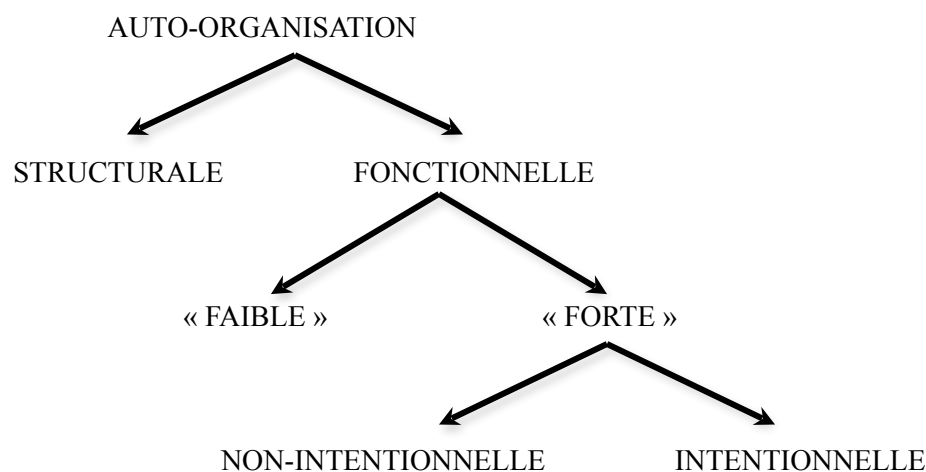 AUTO-ORGANISATION
STRUCTURALE FONCTIONNELLE
« FAIBLE » « FORTE »
NON-INTENTIONNELLE INTENTIONNELLE